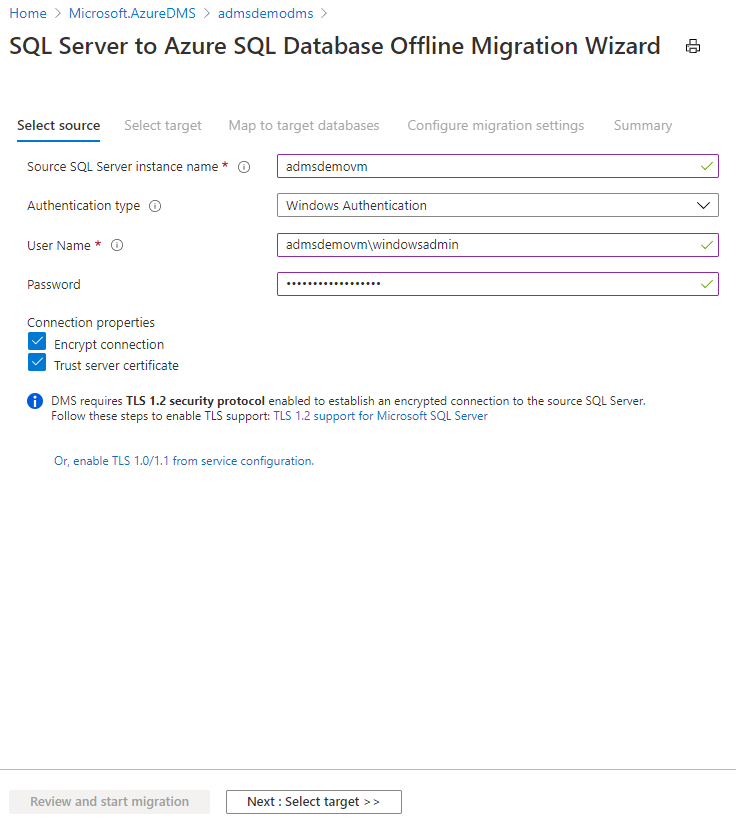 Home > Microsoft.AzureDMS > admsdemodms >
SQL Server to Azure SQL Database Offline Migration Wizard
Select source Select target Map to target databases Configure migration settings Summary
Source SQL Server instance name * admsdemovm
Authentication type Windows Authentication
User Name * admsdemovm\windowsadmin
Password ••••••••••••••••••
Connection properties
Encrypt connection
Trust server certificate
DMS requires TLS 1.2 security protocol enabled to establish an encrypted connection to the source SQL Server.
Follow these steps to enable TLS support: TLS 1.2 support for Microsoft SQL Server
Or, enable TLS 1.0/1.1 from service configuration.
Review and start migration Next : Select target >>